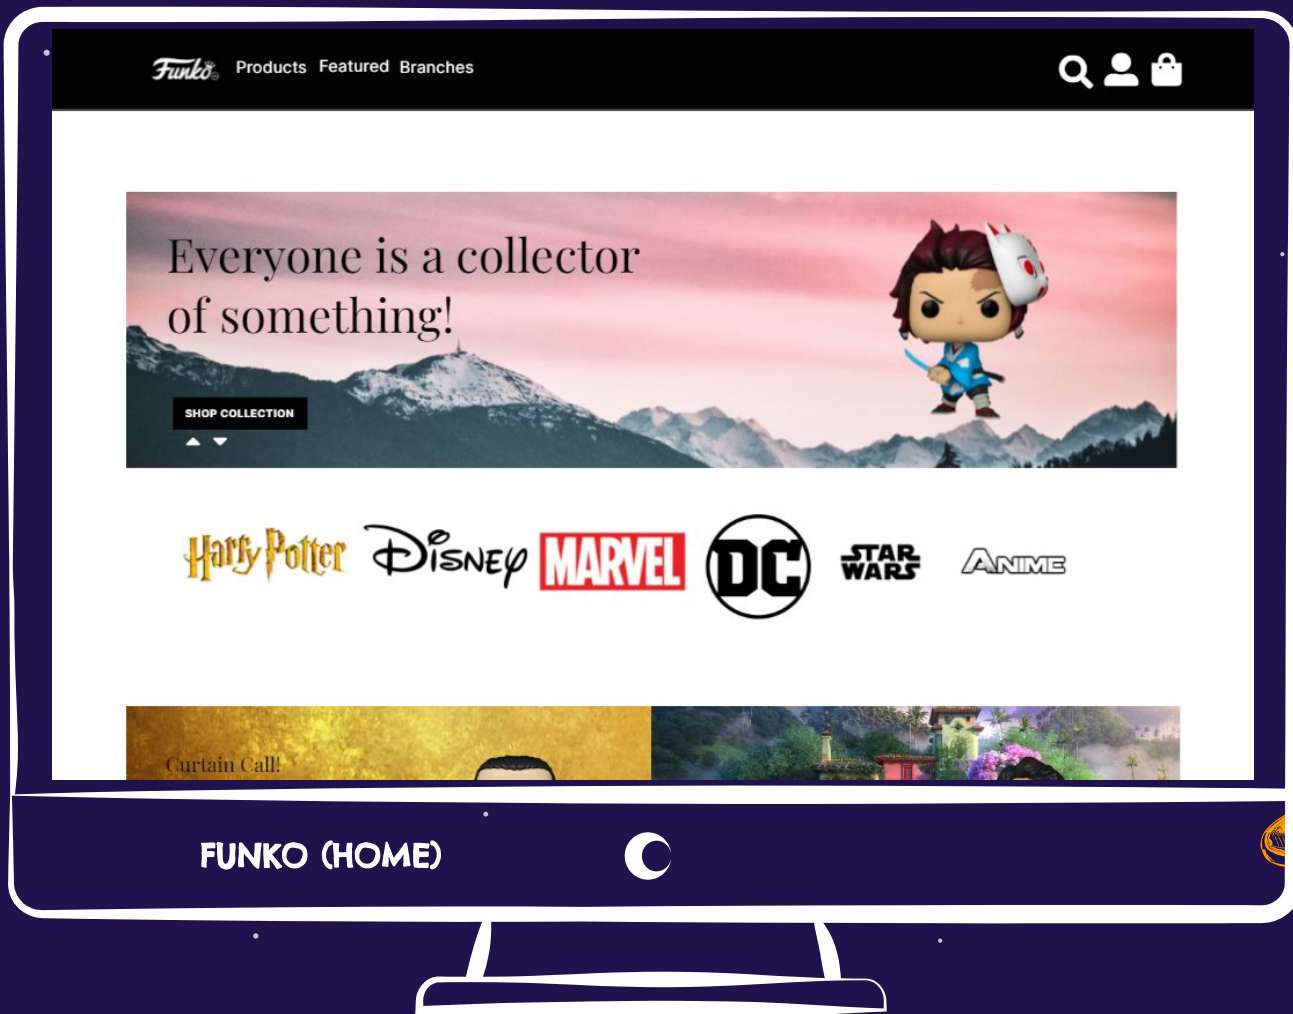 Funko
Products Featured Branches
Everyone is a collector
of something!
SHOP COLLECTION
Harry Potter DISNEY MARVEL DC STAR WARS ANIME
Curtain Call!
FUNKO (HOME)